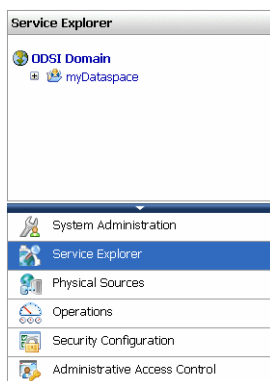 Service Explorer
ODSI Domain
myDataspace
System Administration
Service Explorer
Physical Sources
Operations
Security Configuration
Administrative Access Control